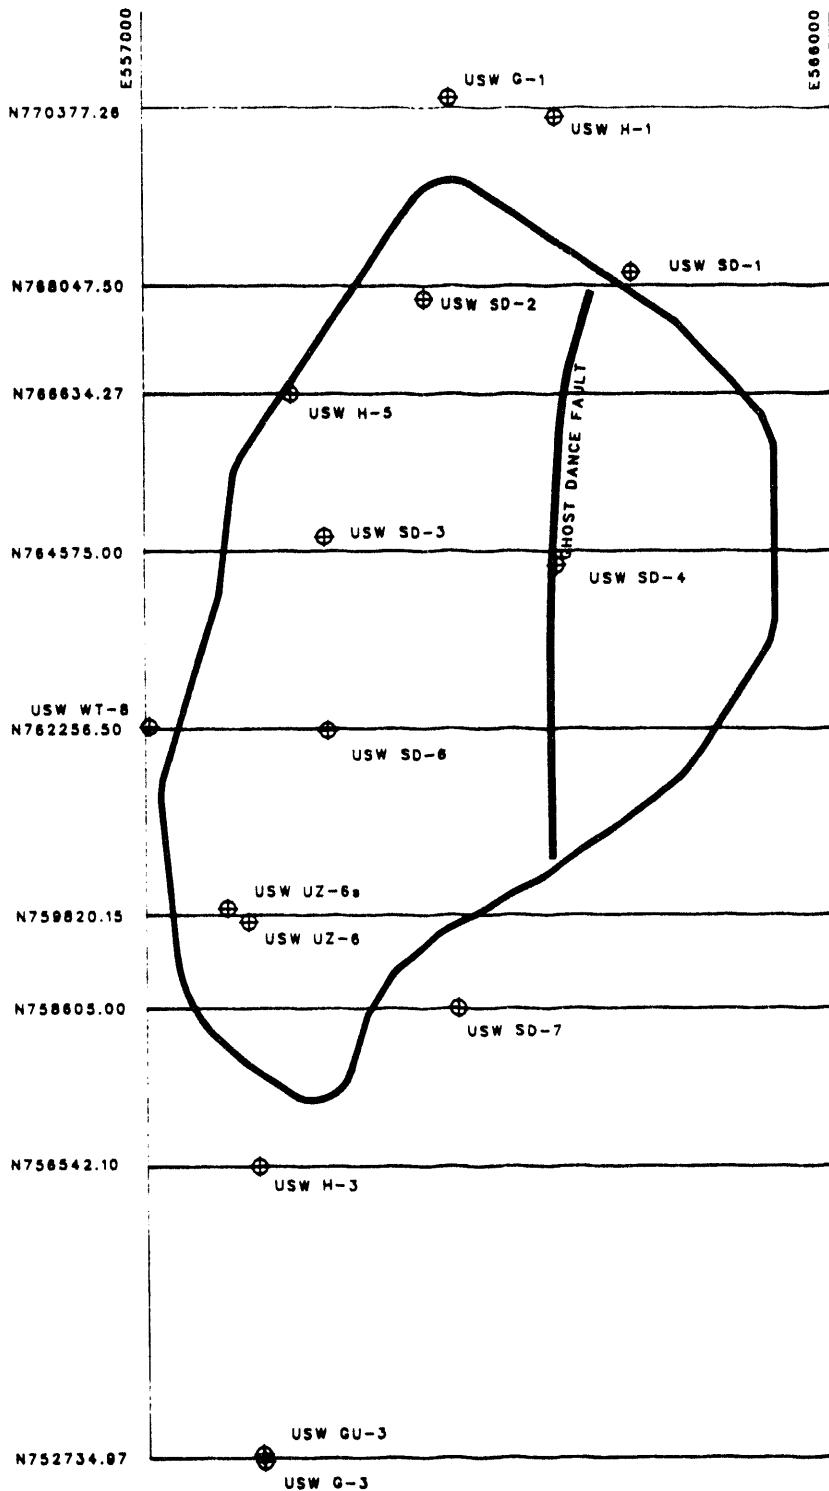 E557000
E566000
USW G-1
N770377.26
USW H-1
USW SD-1
N768047.50
USW SD-2
N766634.27
USW H-5
GHOST DANCE FAULT
USW SD-3
N764575.00
USW SD-4
USW WT-8
N762256.50
USW SD-6
USW UZ-6s
N759820.15
USW UZ-6
N758605.00
USW SD-7
N756542.10
USW H-3
USW GU-3
N752734.97
USW G-3